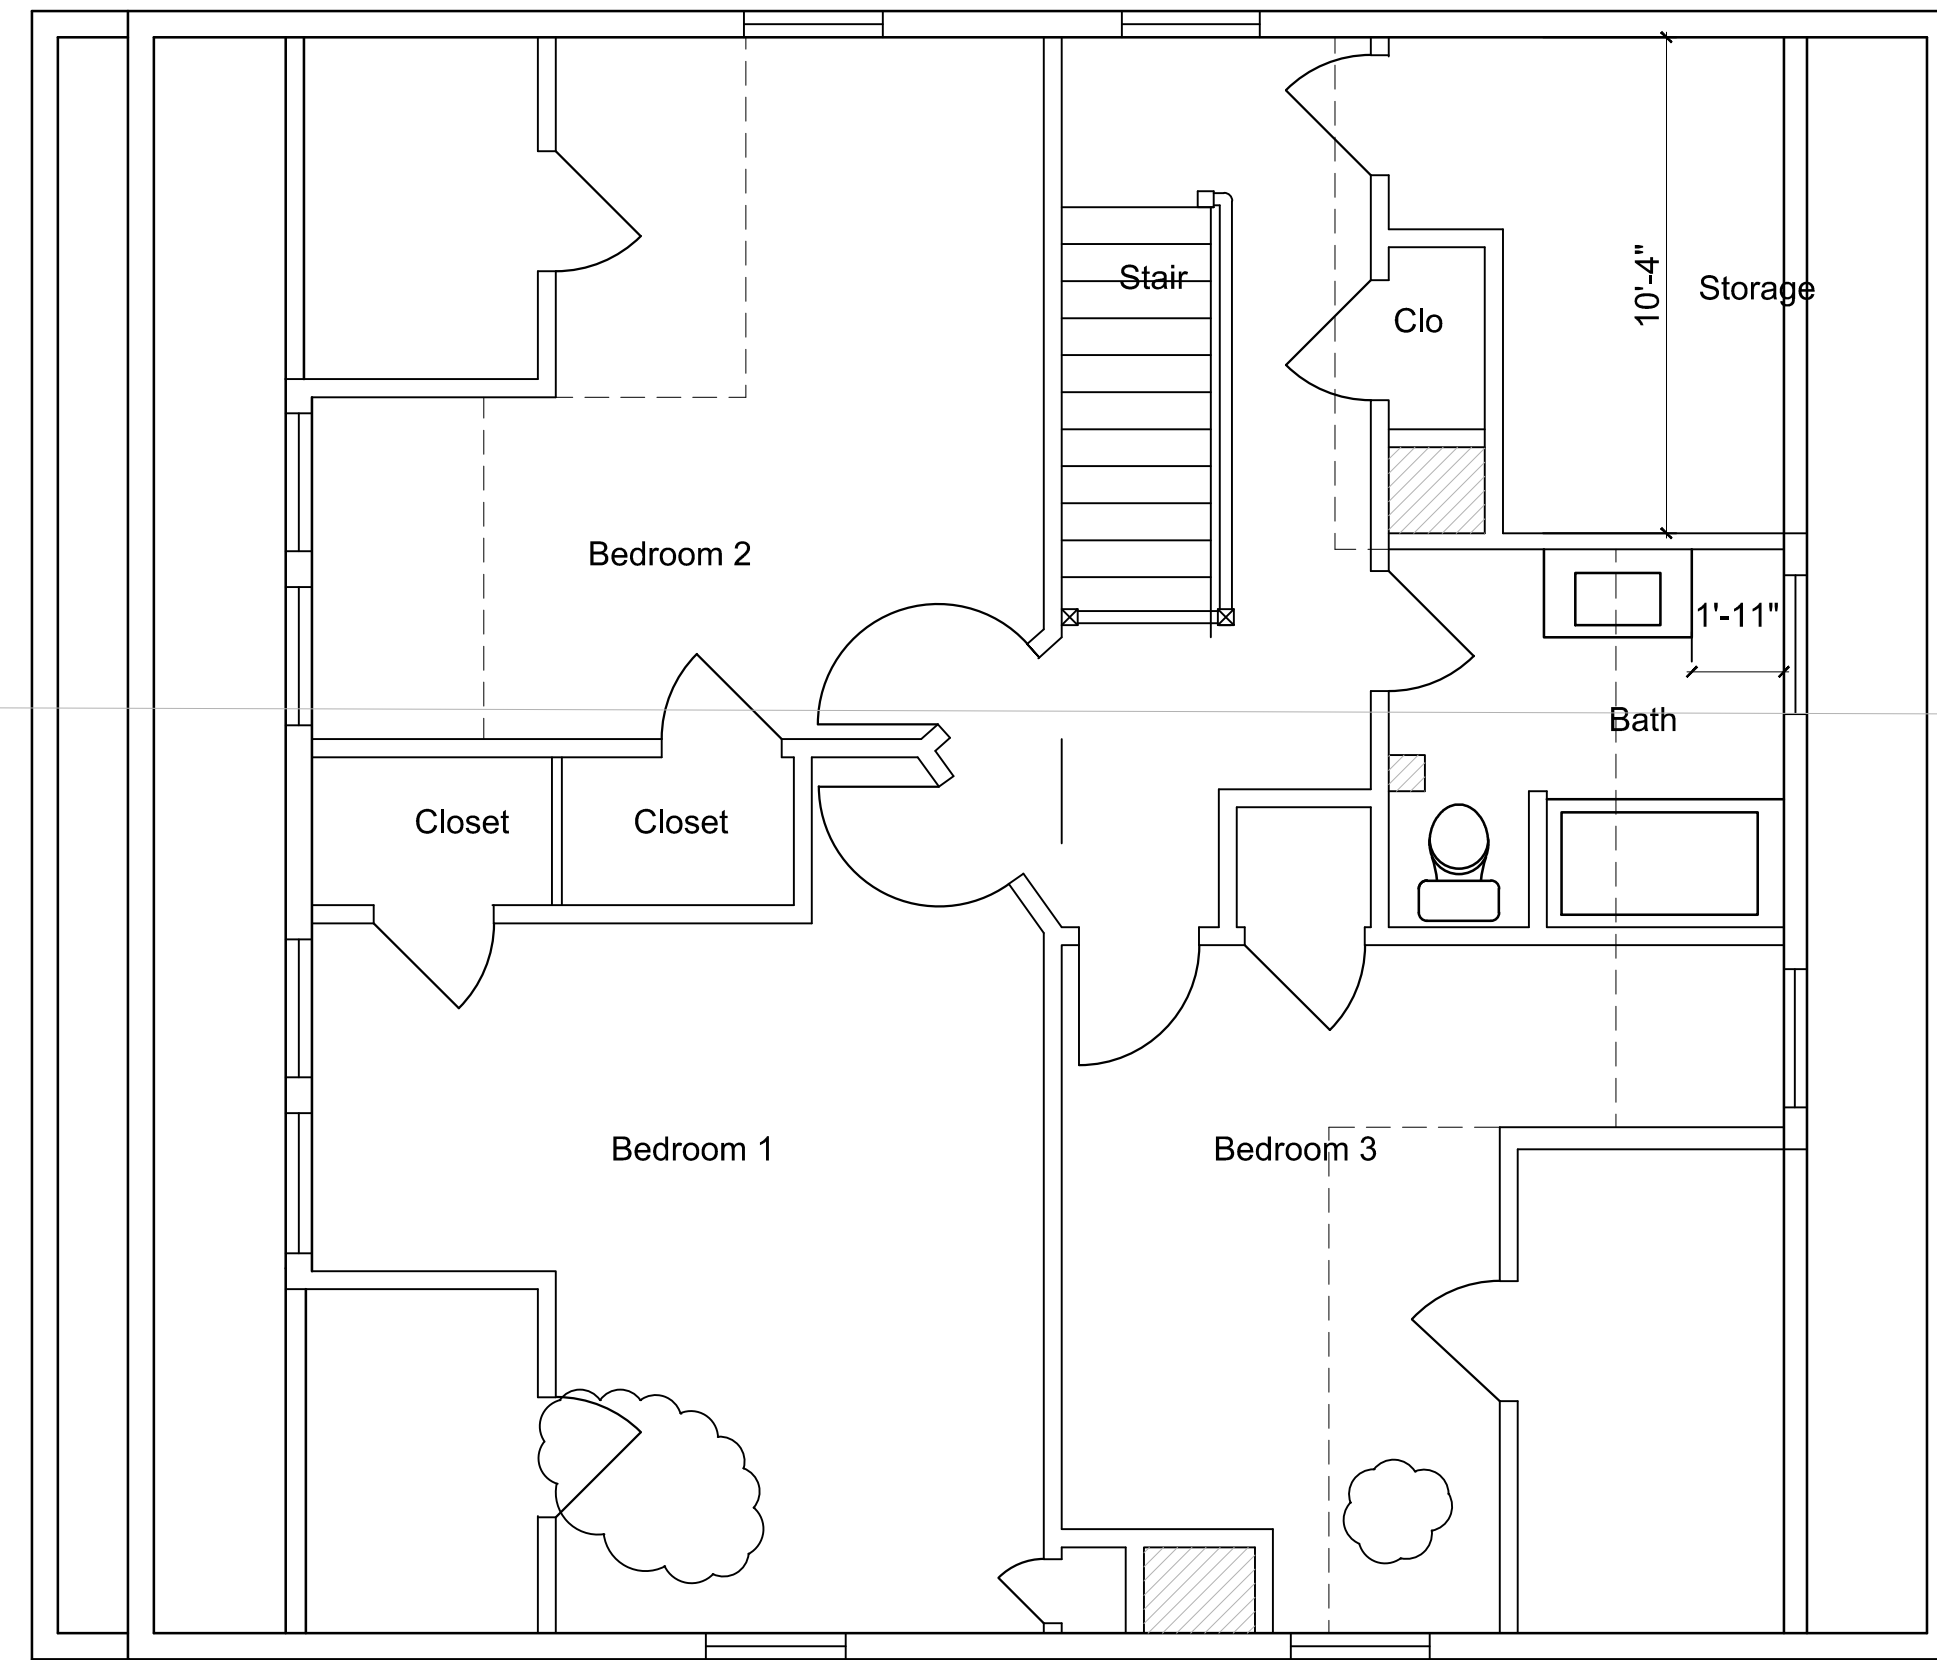 Stair
10'-4"
Storage
Clo
Bedroom 2
1'-11"
Bath
Closet
Closet
Bedroom 1
Bedroom 3